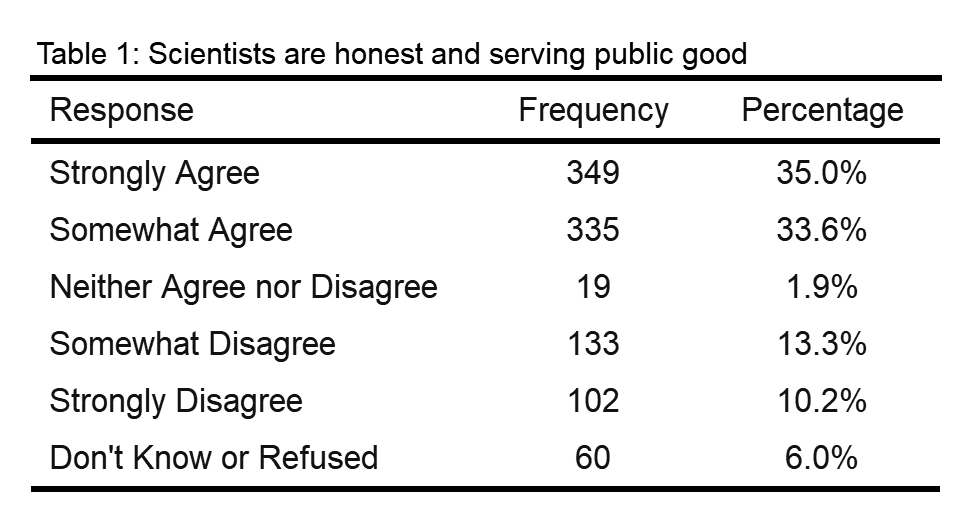 Table 1: Scientists are honest and serving public good
Response Frequency Percentage
Strongly Agree 349 35.0%
Somewhat Agree 335 33.6%
Neither Agree nor Disagree 19 1.9%
Somewhat Disagree 133 13.3%
Strongly Disagree 102 10.2%
Don't Know or Refused 60 6.0%